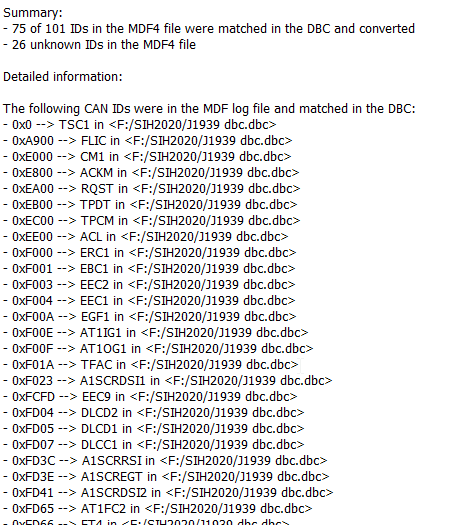 Summary:
- 75 of 101 IDs in the MDF4 file were matched in the DBC and converted
- 26 unknown IDs in the MDF4 file
Detailed information:
The following CAN IDs were in the MDF log file and matched in the DBC:
- 0x0 --> TSC1 in <F:/SIH2020/J1939 dbc.dbc>
- 0xA900 --> FLIC in <F:/SIH2020/J1939 dbc.dbc>
- 0xE000 --> CM1 in <F:/SIH2020/J1939 dbc.dbc>
- 0xE800 --> ACKM in <F:/SIH2020/J1939 dbc.dbc>
- 0xEA00 --> RQST in <F:/SIH2020/J1939 dbc.dbc>
- 0xEB00 --> TPDT in <F:/SIH2020/J1939 dbc.dbc>
- 0xEC00 --> TPCM in <F:/SIH2020/J1939 dbc.dbc>
- 0xEE00 --> ACL in <F:/SIH2020/J1939 dbc.dbc>
- 0xF000 --> ERC1 in <F:/SIH2020/J1939 dbc.dbc>
- 0xF001 --> EBC1 in <F:/SIH2020/J1939 dbc.dbc>
- 0xF003 --> EEC2 in <F:/SIH2020/J1939 dbc.dbc>
- 0xF004 --> EEC1 in <F:/SIH2020/J1939 dbc.dbc>
- 0xF00A --> EGF1 in <F:/SIH2020/J1939 dbc.dbc>
- 0xF00E --> AT1IG1 in <F:/SIH2020/J1939 dbc.dbc>
- 0xF00F --> AT1OG1 in <F:/SIH2020/J1939 dbc.dbc>
- 0xF01A --> TFAC in <F:/SIH2020/J1939 dbc.dbc>
- 0xF023 --> A1SCRDSI1 in <F:/SIH2020/J1939 dbc.dbc>
- 0xFCFD --> EEC9 in <F:/SIH2020/J1939 dbc.dbc>
- 0xFD04 --> DLCD2 in <F:/SIH2020/J1939 dbc.dbc>
- 0xFD05 --> DLCD1 in <F:/SIH2020/J1939 dbc.dbc>
- 0xFD07 --> DLCC1 in <F:/SIH2020/J1939 dbc.dbc>
- 0xFD3C --> A1SCRRSI in <F:/SIH2020/J1939 dbc.dbc>
- 0xFD3E --> A1SCREGT in <F:/SIH2020/J1939 dbc.dbc>
- 0xFD41 --> A1SCRDSI2 in <F:/SIH2020/J1939 dbc.dbc>
- 0xFD65 --> AT1FC2 in <F:/SIH2020/J1939 dbc.dbc>
- 0xFD66 --> in <F:/SIH2020/J1939 dbc.dbc>